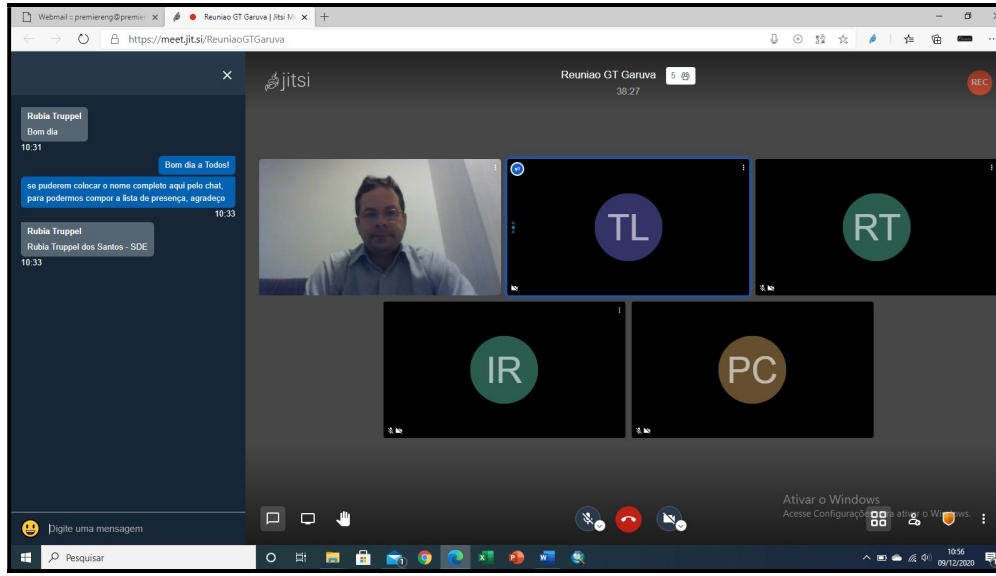 Webmail :: premiereng@premier
Reuniao GT Garuva | Jitsi M
https://meet.jit.si/ReuniaoGTGaruva
jitsi
Reuniao GT Garuva 5
38:27
REC
Rubia Truppel
Bom dia
10:31
Bom dia a Todos!
se puderem colocar o nome completo aqui pelo chat,
para podermos compor a lista de presença, agradeço
10:33
Rubia Truppel
Rubia Truppel dos Santos - SDE
10:33
TL
RT
IR
PC
Ativar o Windows
Acesse Configuraçõe ra ativar o Windows.
Digite uma mensagem
Pesquisar
10:56
09/12/2020